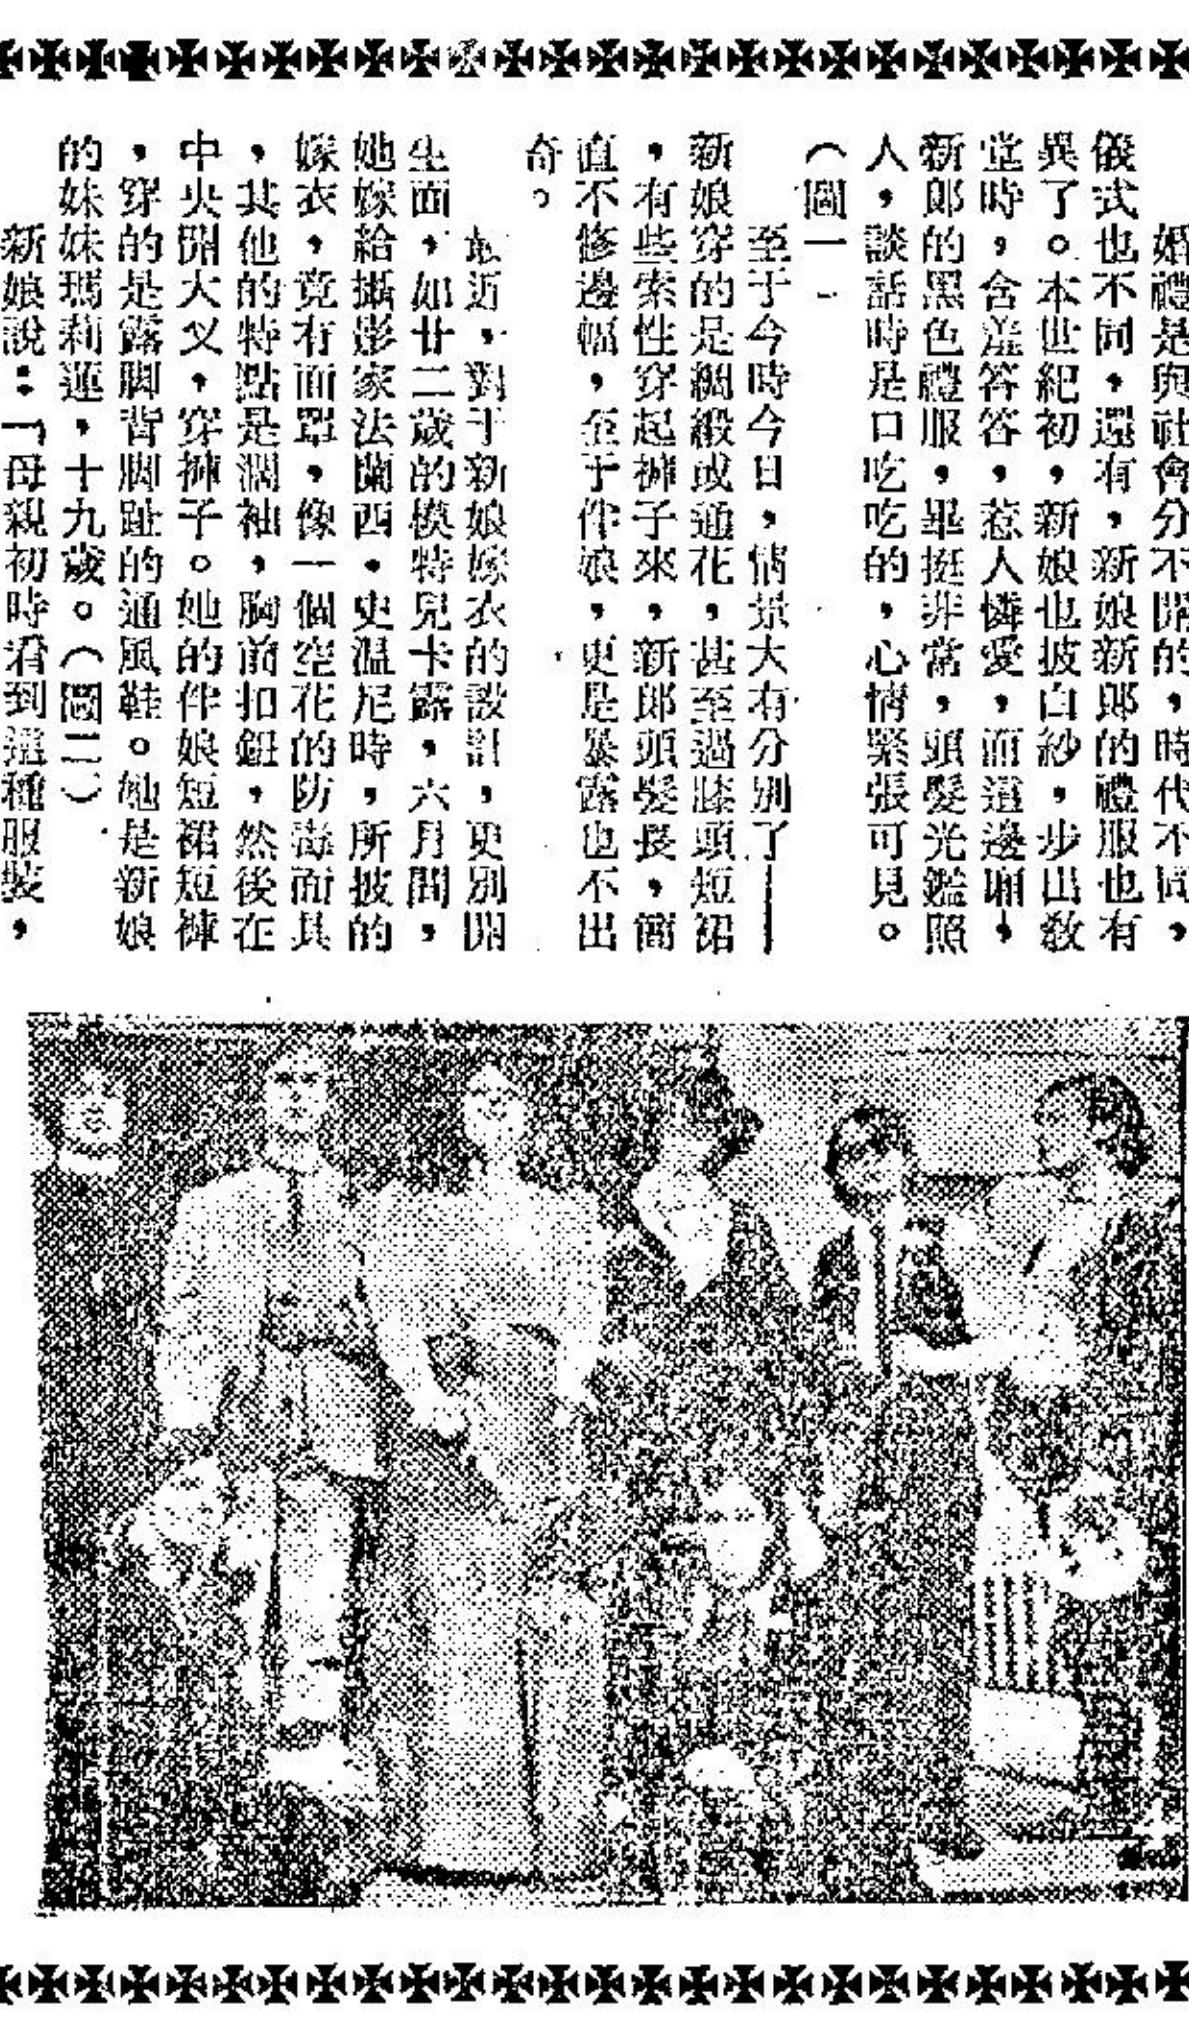 婚禮是與社會分不開的，時代不同，
儀式也不同，還有，新娘新郎的禮服也有
異了。本世紀初，新娘也披白紗，步出教
堂時，含羞答答，惹人憐愛，而這邊廂，
新郎的黑色禮服，畢挺非常，頭髮光鑑照
人，談話時是口吃吃的，心情緊張可見。
（圖一
至于今時今日，情景大有分別了——
新娘穿的是綢緞或通花，甚至過膝頭短裙
，有些索性穿起褲子來，新郎頭髮長，簡
直不修邊幅，至于伴娘，更是暴露也不出
奇。
最近，對于新娘嫁衣的設計，更別開
生面，如廿二歲的模特兒卡露，六月間，
她嫁給攝影家法蘭西・史温尼時，所披的
嫁衣，竟有面罩，像一個空花的防毒面具
，其他的特點是濶袖，胸前扣鈕，然後在
中央開大叉，穿褲子。她的伴娘短裙短褲
，穿的是露脚背脚趾的通風鞋。她是新娘
的妹妹瑪莉蓮，十九歲。（圖二）
新娘說：「母親初時看到這種服裝，